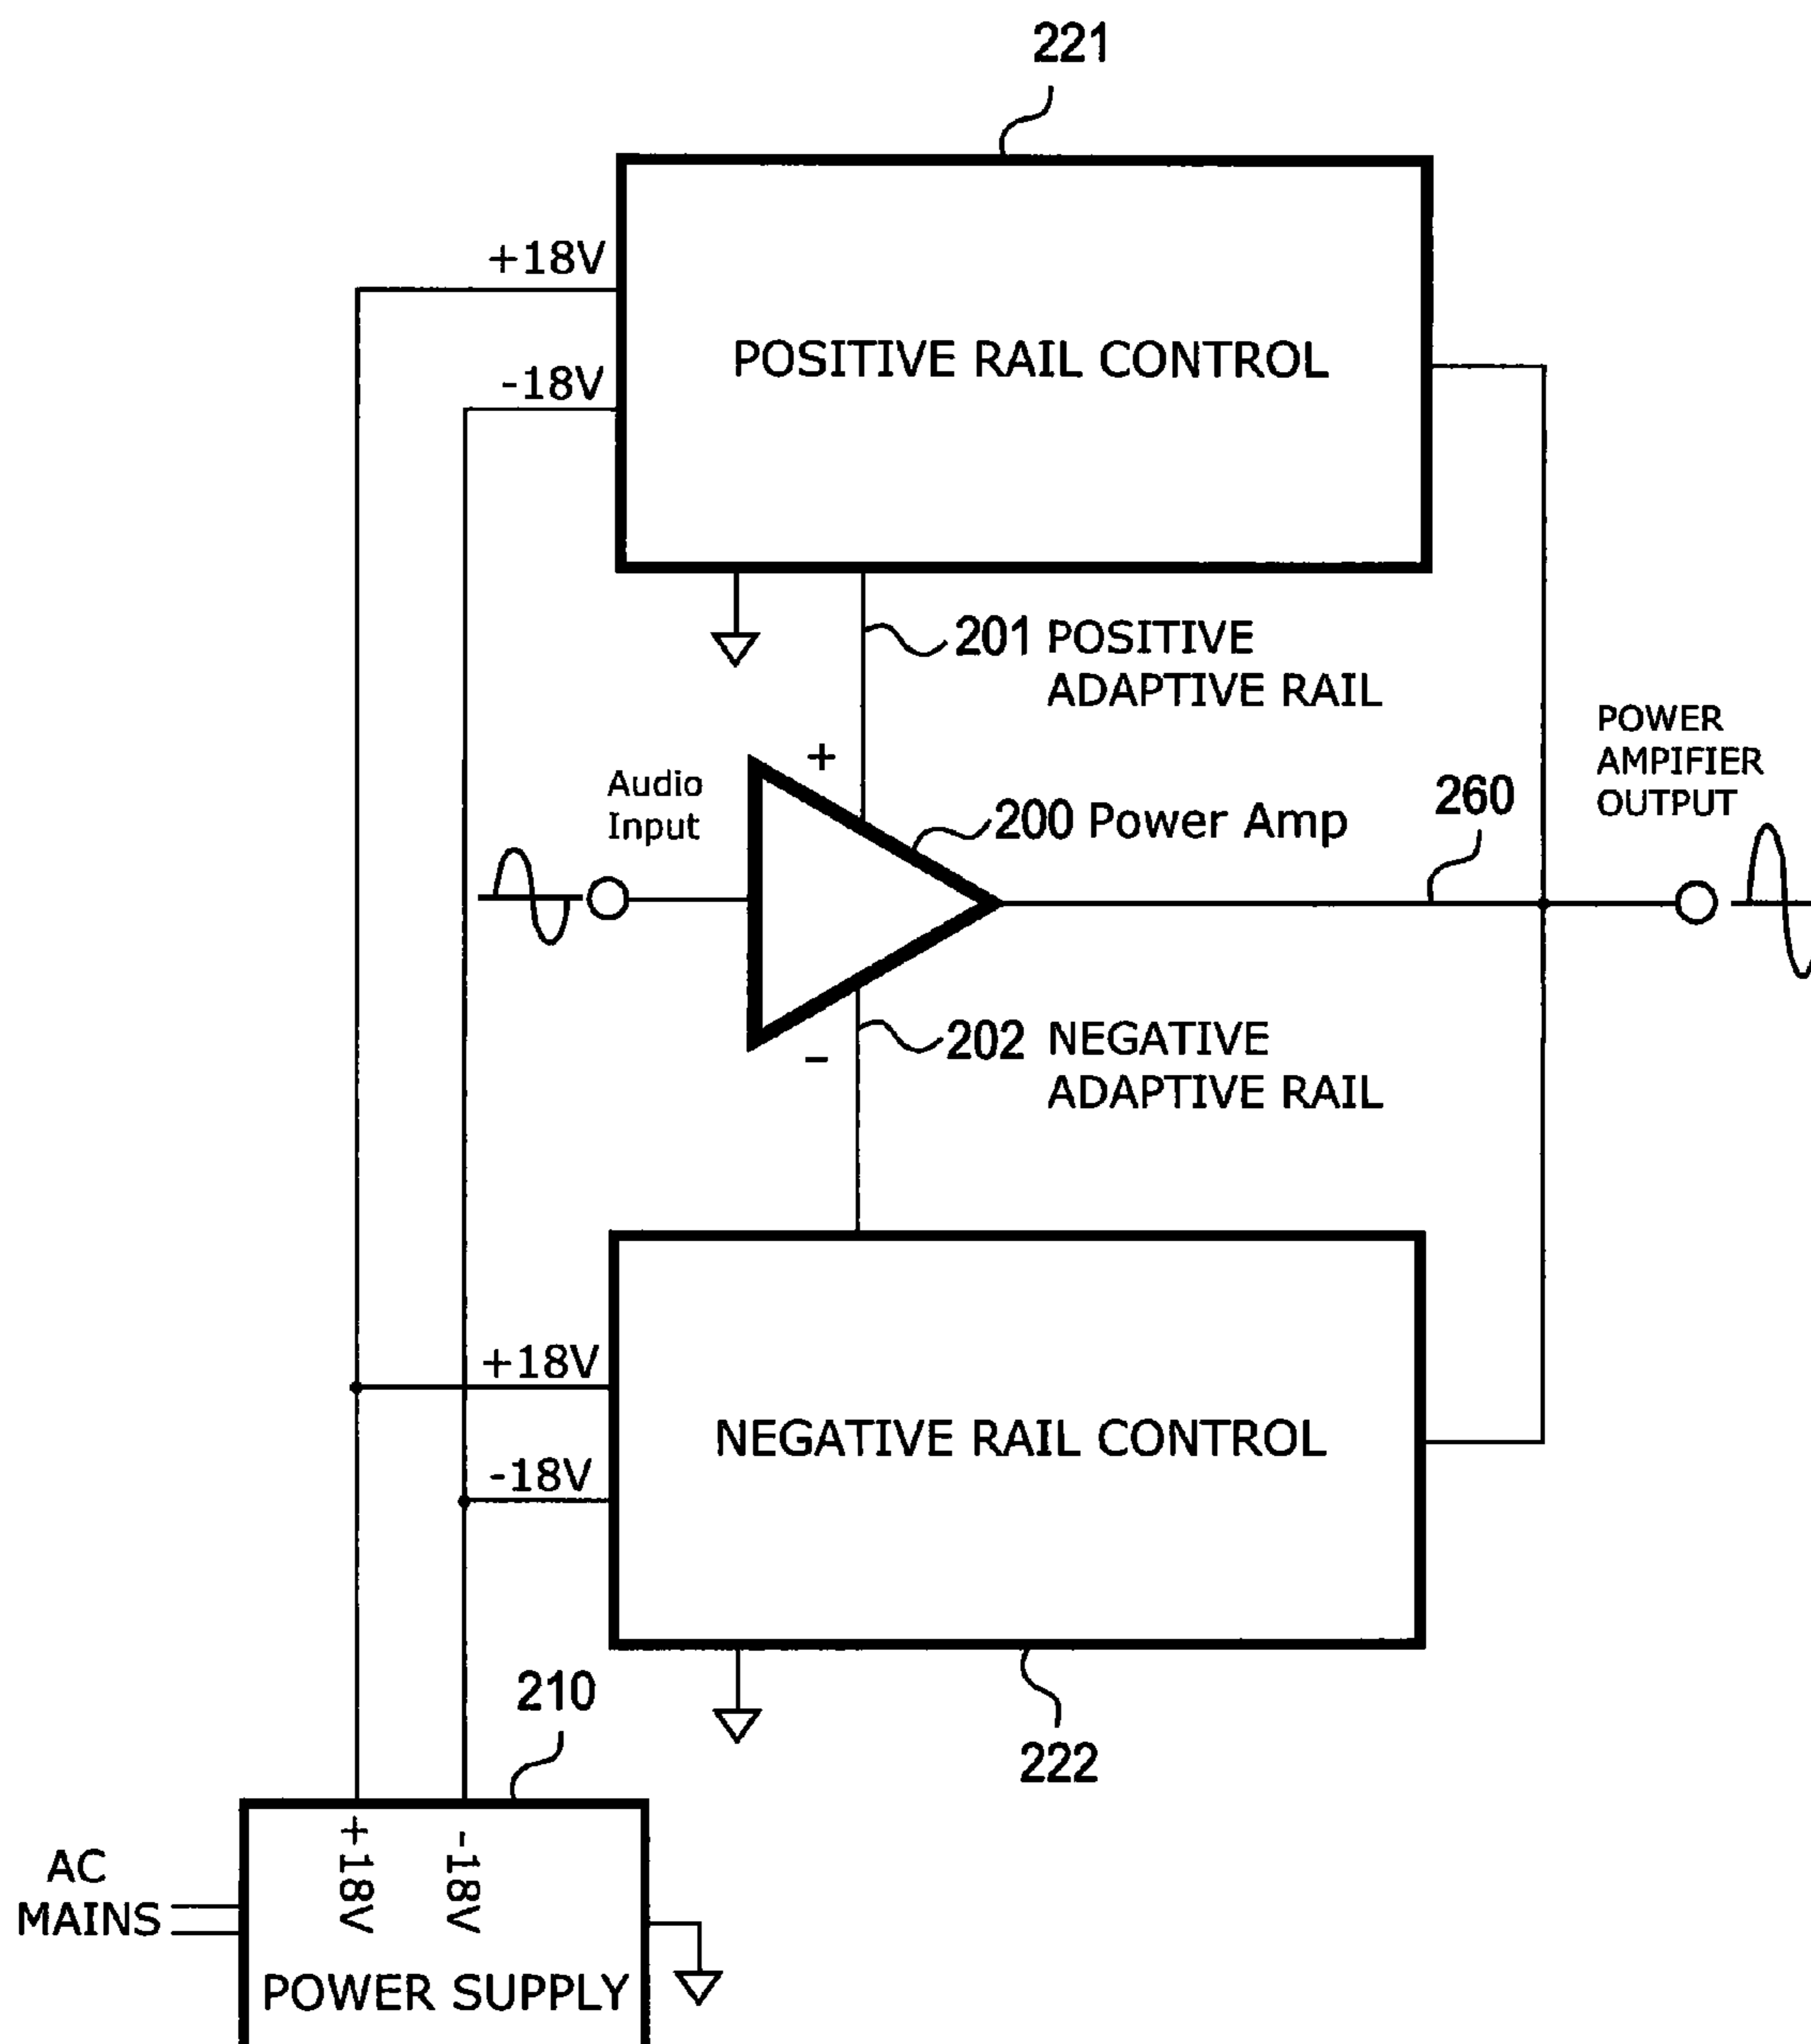 221
+18V
-18V
POSITIVE RAIL CONTROL
201 POSITIVE
ADAPTIVE RAIL
Audio
Input
+
200 Power Amp
260
POWER
AMPIFIER
OUTPUT
-
202 NEGATIVE
ADAPTIVE RAIL
+18V
-18V
NEGATIVE RAIL CONTROL
222
210
+18V
-18V
AC
MAINS
POWER SUPPLY